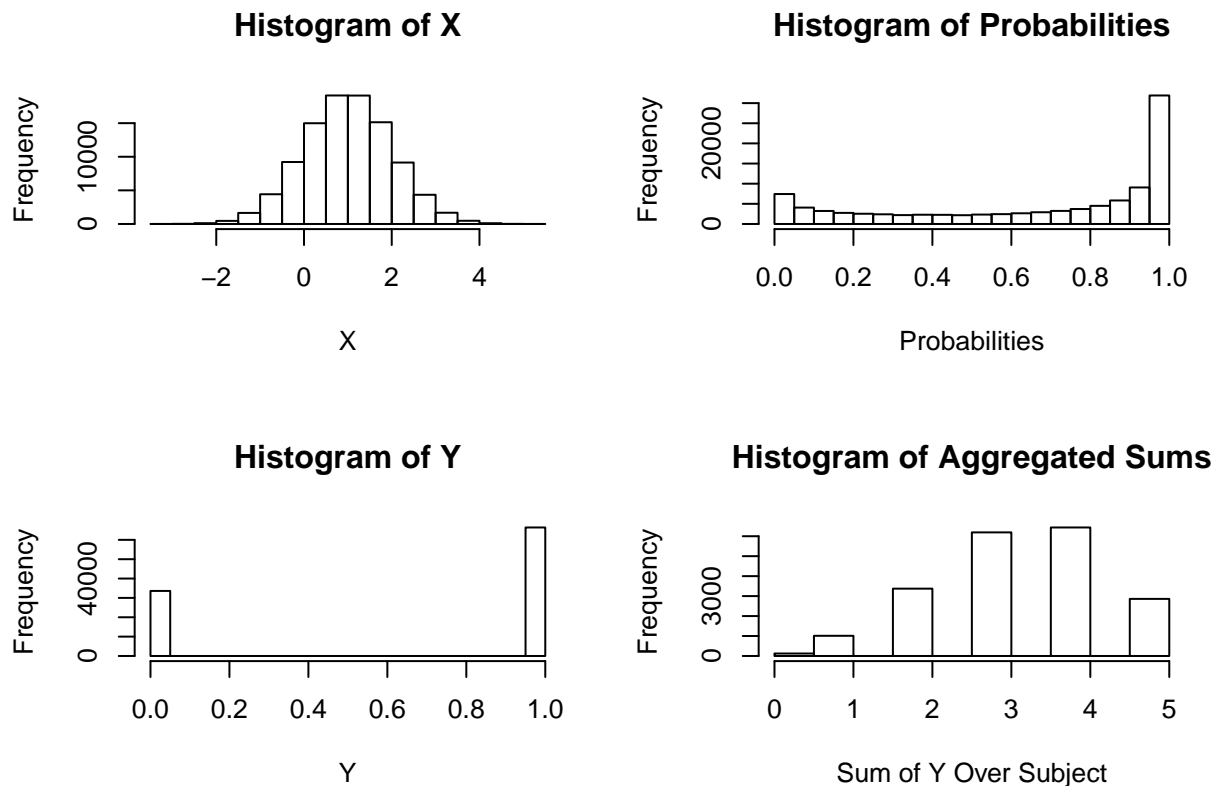 Histogram of X
Frequency
0
10000
−2 0 2 4
X
Histogram of Probabilities
Frequency
0
20000
0.0 0.2 0.4 0.6 0.8 1.0
Probabilities
Histogram of Y
Frequency
0
40000
0.0 0.2 0.4 0.6 0.8 1.0
Y
Histogram of Aggregated Sums
Frequency
0
3000
0 1 2 3 4 5
Sum of Y Over Subject